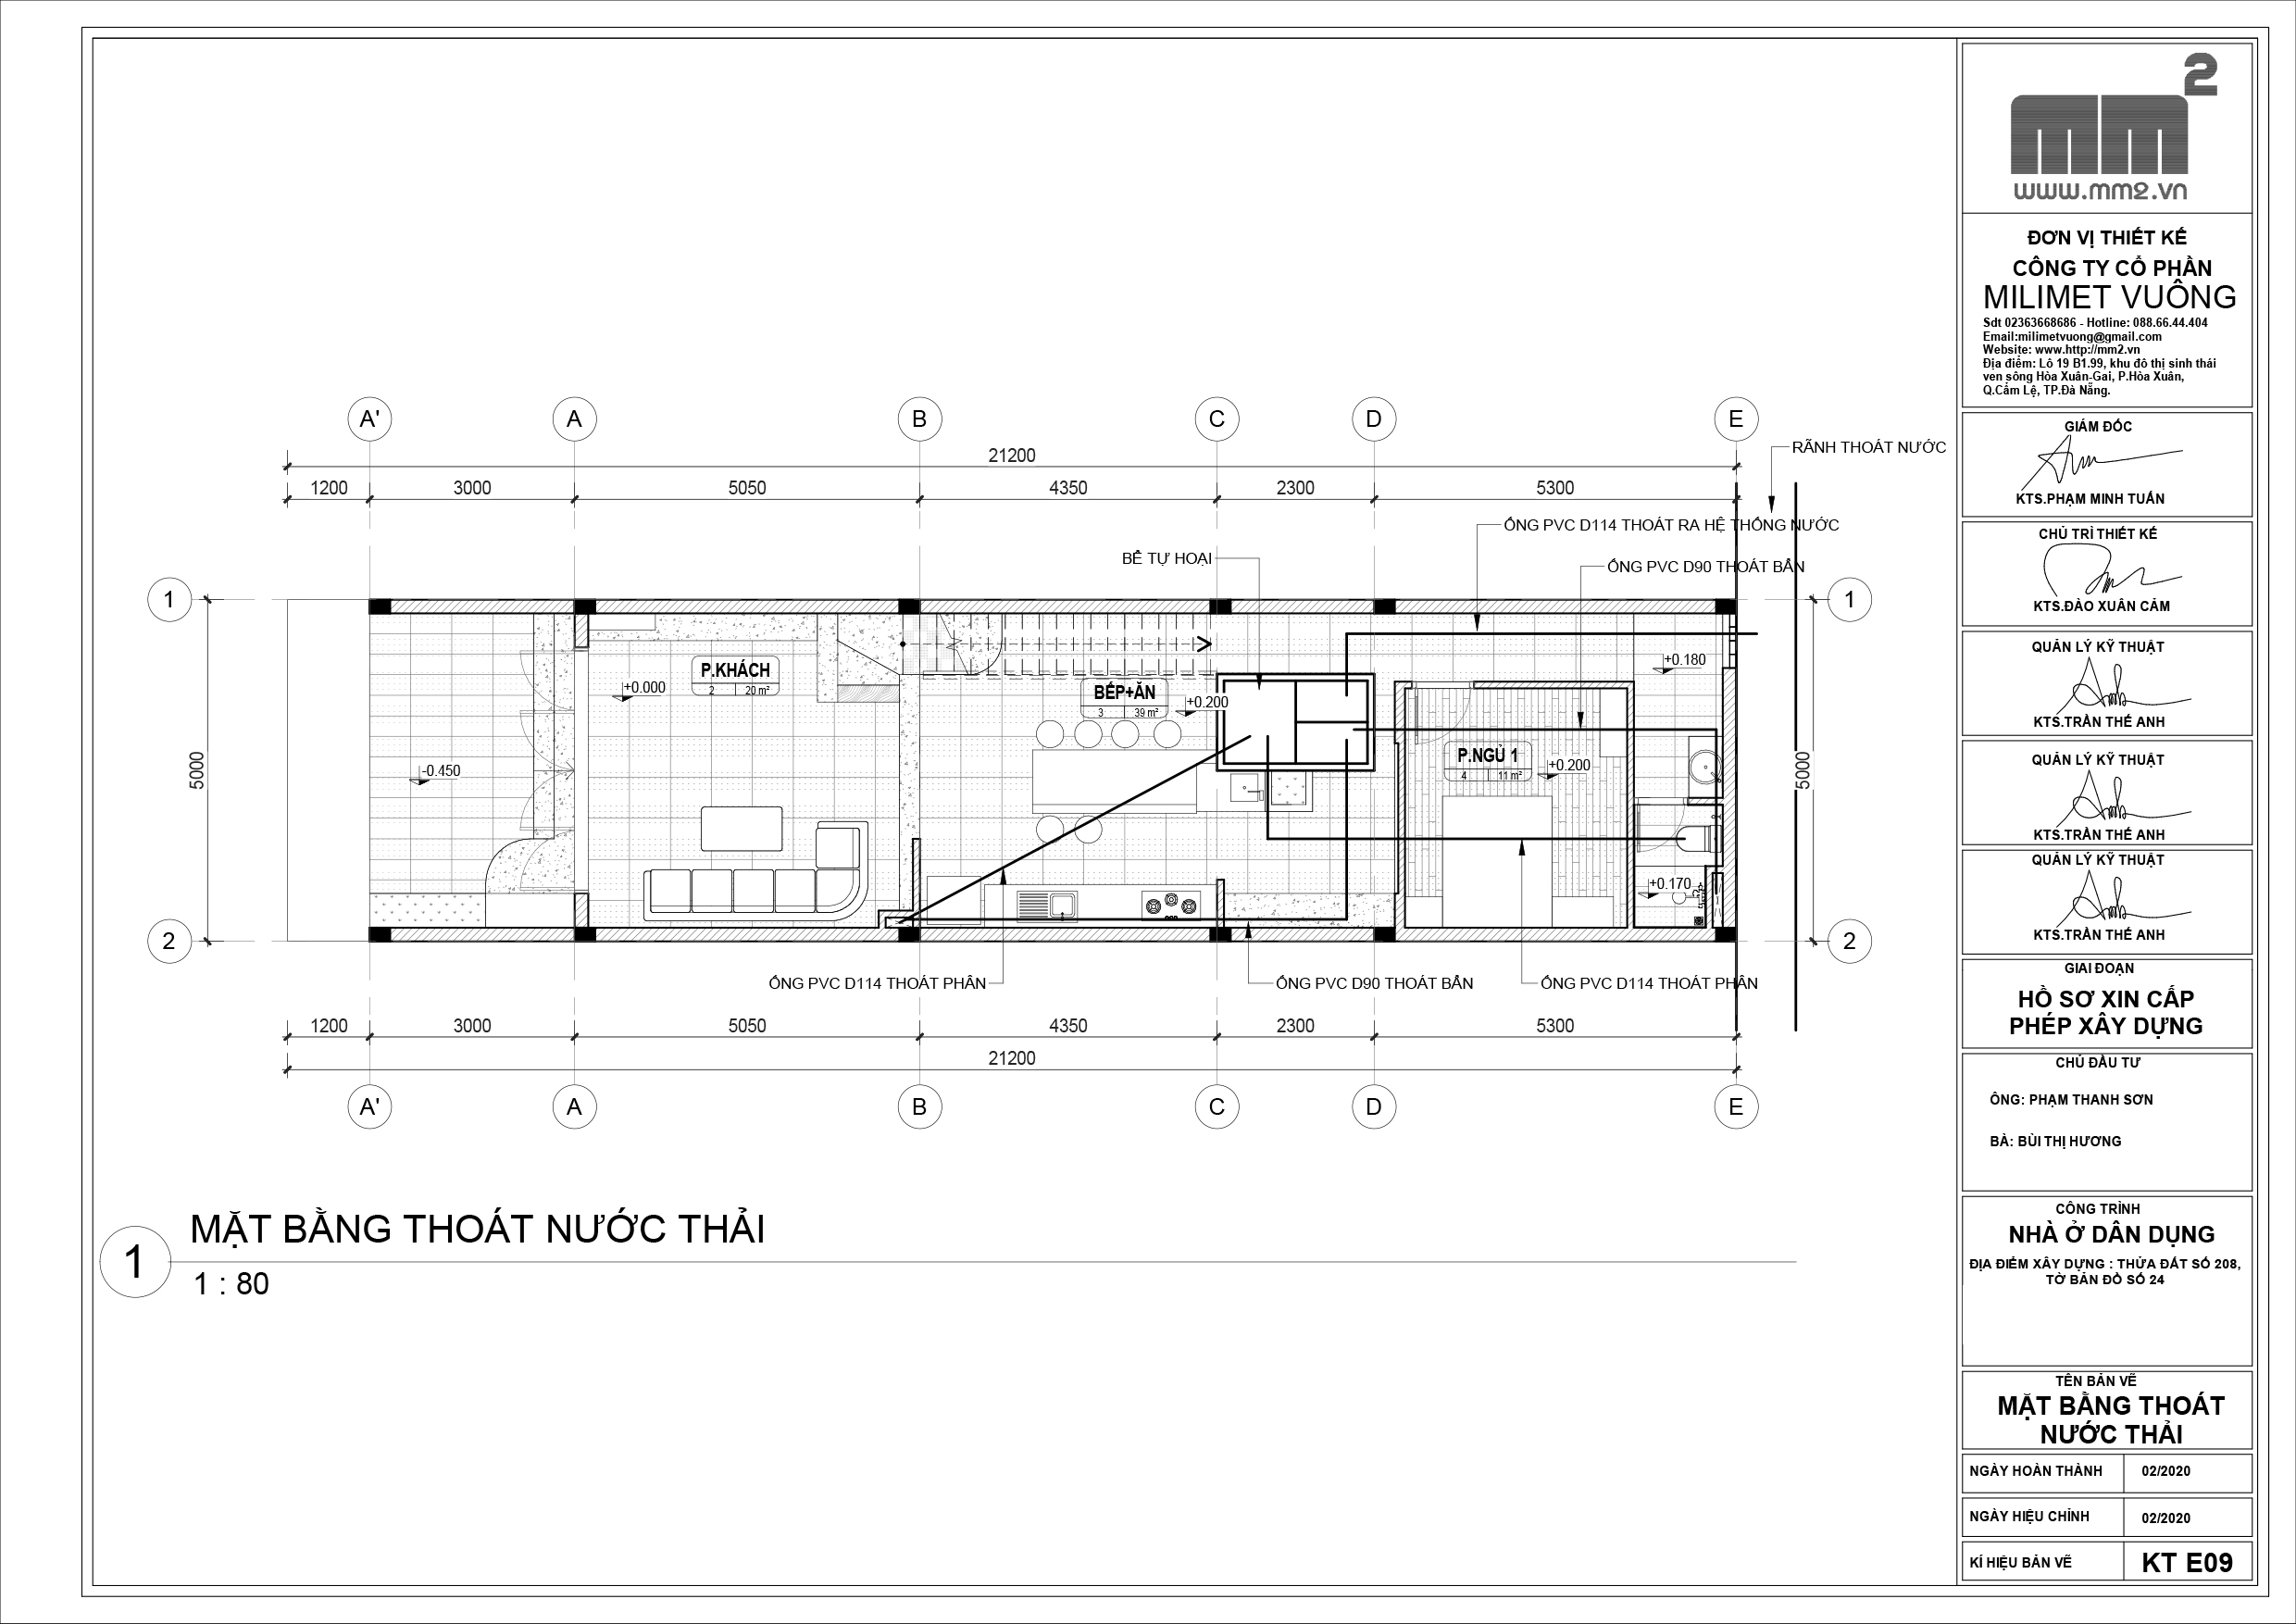 A'
A
B
C
D
E
21200
1200
3000
5050
4350
2300
5300
RÃNH THOÁT NƯỚC
ỐNG PVC D114 THOÁT RA HỆ THỐNG NƯỚC
BỂ TỰ HOẠI
ỐNG PVC D90 THOÁT BẨN
1
1
P.KHÁCH
2
20 m²
+0.000
BẾP+ĂN
3
39 m²
+0.200
+0.180
-0.450
5000
P.NGỦ 1
4
11 m²
+0.200
5000
+0.170
2
2
ỐNG PVC D114 THOÁT PHÂN
ỐNG PVC D90 THOÁT BẨN
ỐNG PVC D114 THOÁT PHÂN
1200
3000
5050
4350
2300
5300
21200
A'
A
B
C
D
E
1
MẶT BẰNG THOÁT NƯỚC THẢI
1 : 80
mm2
www.mm2.vn
ĐƠN VỊ THIẾT KẾ
CÔNG TY CỔ PHẦN
MILIMET VUÔNG
Sdt 02363668686 - Hotline: 088.66.44.404
Email:milimetvuong@gmail.com
Website: www.http://mm2.vn
Địa điểm: Lô 19 B1.99, khu đô thị sinh thái
ven sông Hòa Xuân-Gai, P.Hòa Xuân,
Q.Cẩm Lệ, TP.Đà Nẵng.
GIÁM ĐỐC
KTS.PHẠM MINH TUẤN
CHỦ TRÌ THIẾT KẾ
KTS.ĐÀO XUÂN CẢM
QUẢN LÝ KỸ THUẬT
KTS.TRẦN THẾ ANH
QUẢN LÝ KỸ THUẬT
KTS.TRẦN THẾ ANH
QUẢN LÝ KỸ THUẬT
KTS.TRẦN THẾ ANH
GIAI ĐOẠN
HỒ SƠ XIN CẤP
PHÉP XÂY DỰNG
CHỦ ĐẦU TƯ
ÔNG: PHẠM THANH SƠN
BÀ: BÙI THỊ HƯƠNG
CÔNG TRÌNH
NHÀ Ở DÂN DỤNG
ĐỊA ĐIỂM XÂY DỰNG : THỬA ĐẤT SỐ 208,
TỜ BẢN ĐỒ SỐ 24
TÊN BẢN VẼ
MẶT BẰNG THOÁT
NƯỚC THẢI
NGÀY HOÀN THÀNH 02/2020
NGÀY HIỆU CHỈNH 02/2020
KÍ HIỆU BẢN VẼ KT E09